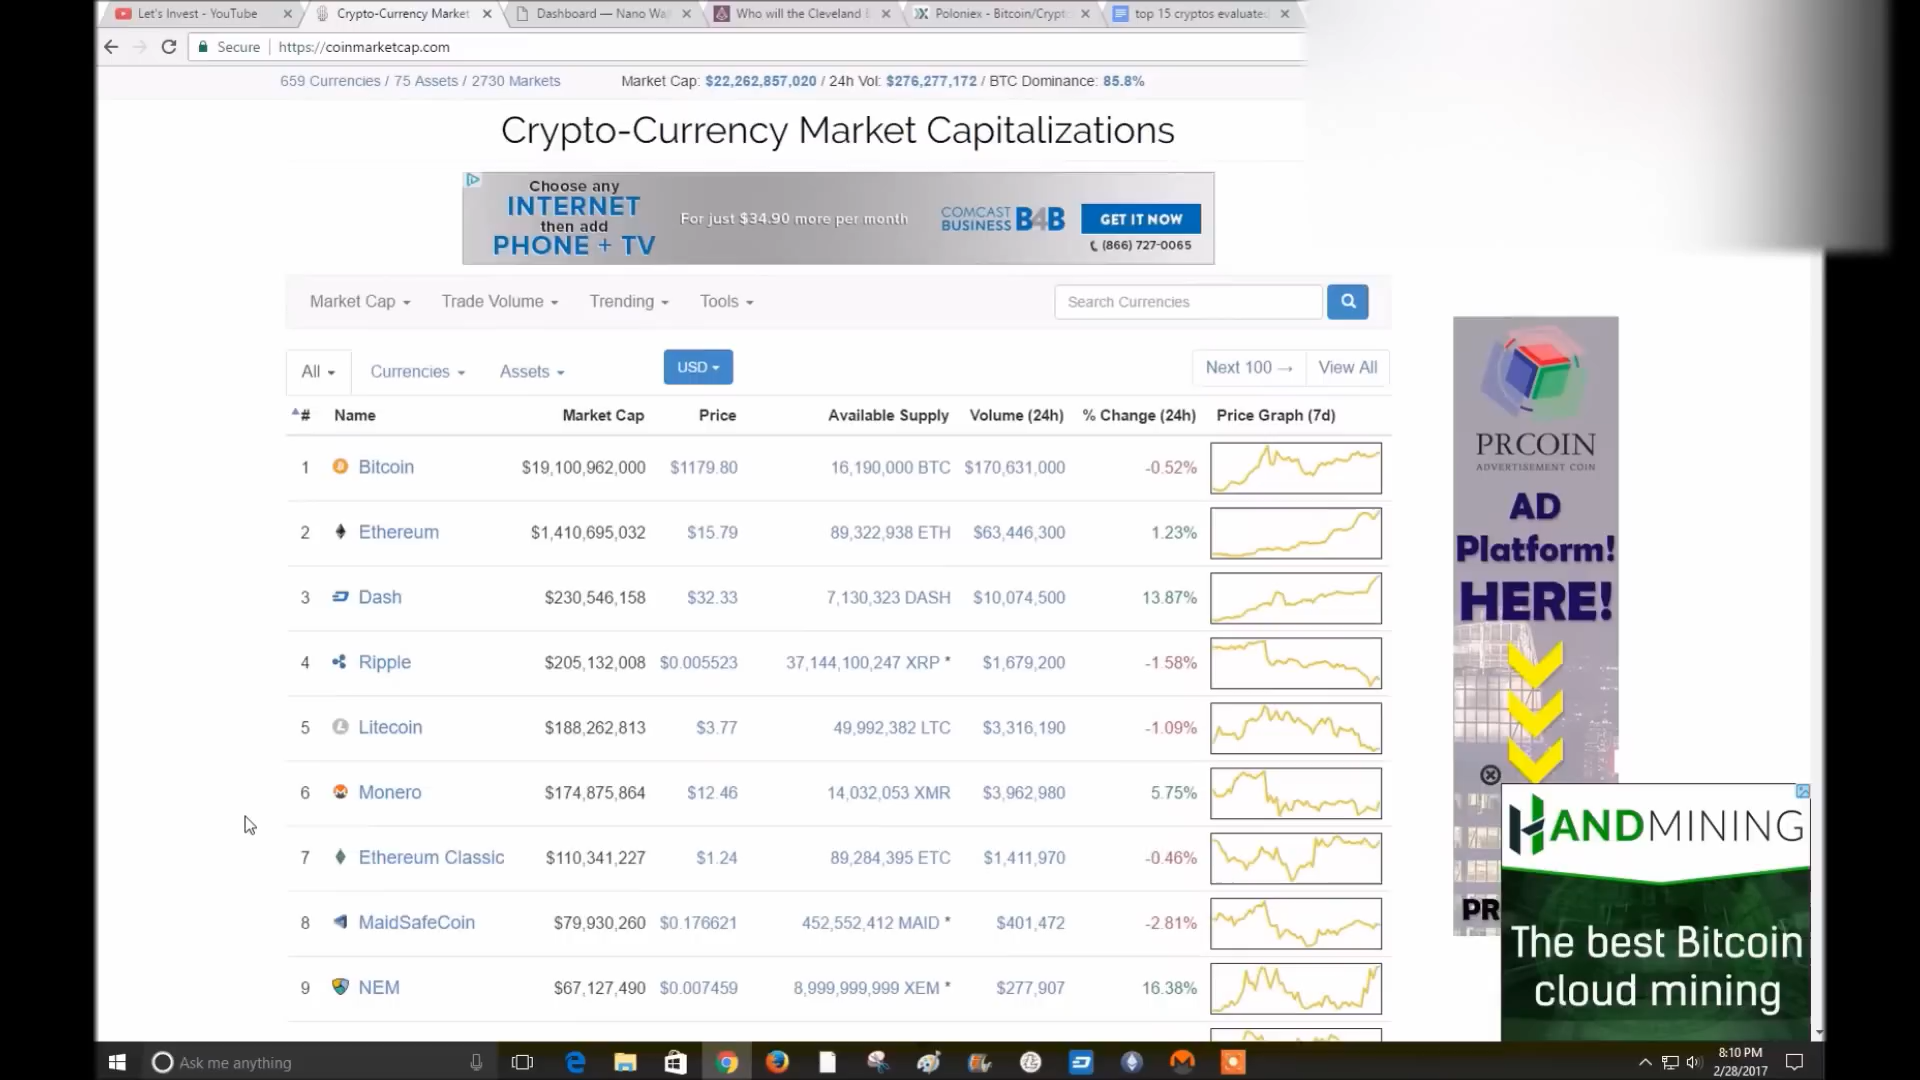 Let's Invest - YouTube
Crypto-Currency Market
Dashboard — Nano Wa
Who will the Cleveland
Poloniex - Bitcoin/Crypt
top 15 cryptos evaluate
Secure https://coinmarketcap.com
659 Currencies / 75 Assets / 2730 Markets Market Cap: $22,262,857,020 / 24h Vol: $276,277,172 / BTC Dominance: 85.8%
Crypto-Currency Market Capitalizations
Choose any
INTERNET
then add
PHONE + TV
For just $34.90 more per month
COMCAST
BUSINESS B4B
GET IT NOW
(866) 727-0065
Market Cap Trade Volume Trending Tools Search Currencies
All Currencies Assets USD Next 100 → View All
# Name Market Cap Price Available Supply Volume (24h) % Change (24h) Price Graph (7d)
1 Bitcoin $19,100,962,000 $1179.80 16,190,000 BTC $170,631,000 -0.52%
2 Ethereum $1,410,695,032 $15.79 89,322,938 ETH $63,446,300 1.23%
3 Dash $230,546,158 $32.33 7,130,323 DASH $10,074,500 13.87%
4 Ripple $205,132,008 $0.005523 37,144,100,247 XRP * $1,679,200 -1.58%
5 Litecoin $188,262,813 $3.77 49,992,382 LTC $3,316,190 -1.09%
6 Monero $174,875,864 $12.46 14,032,053 XMR $3,962,980 5.75%
7 Ethereum Classic $110,341,227 $1.24 89,284,395 ETC $1,411,970 -0.46%
8 MaidSafeCoin $79,930,260 $0.176621 452,552,412 MAID * $401,472 -2.81%
9 NEM $67,127,490 $0.007459 8,999,999,999 XEM * $277,907 16.38%
PRCOIN
ADVERTISEMENT COIN
AD
Platform!
HERE!
PR
HANDMINING
The best Bitcoin
cloud mining
Ask me anything
8:10 PM
2/28/2017